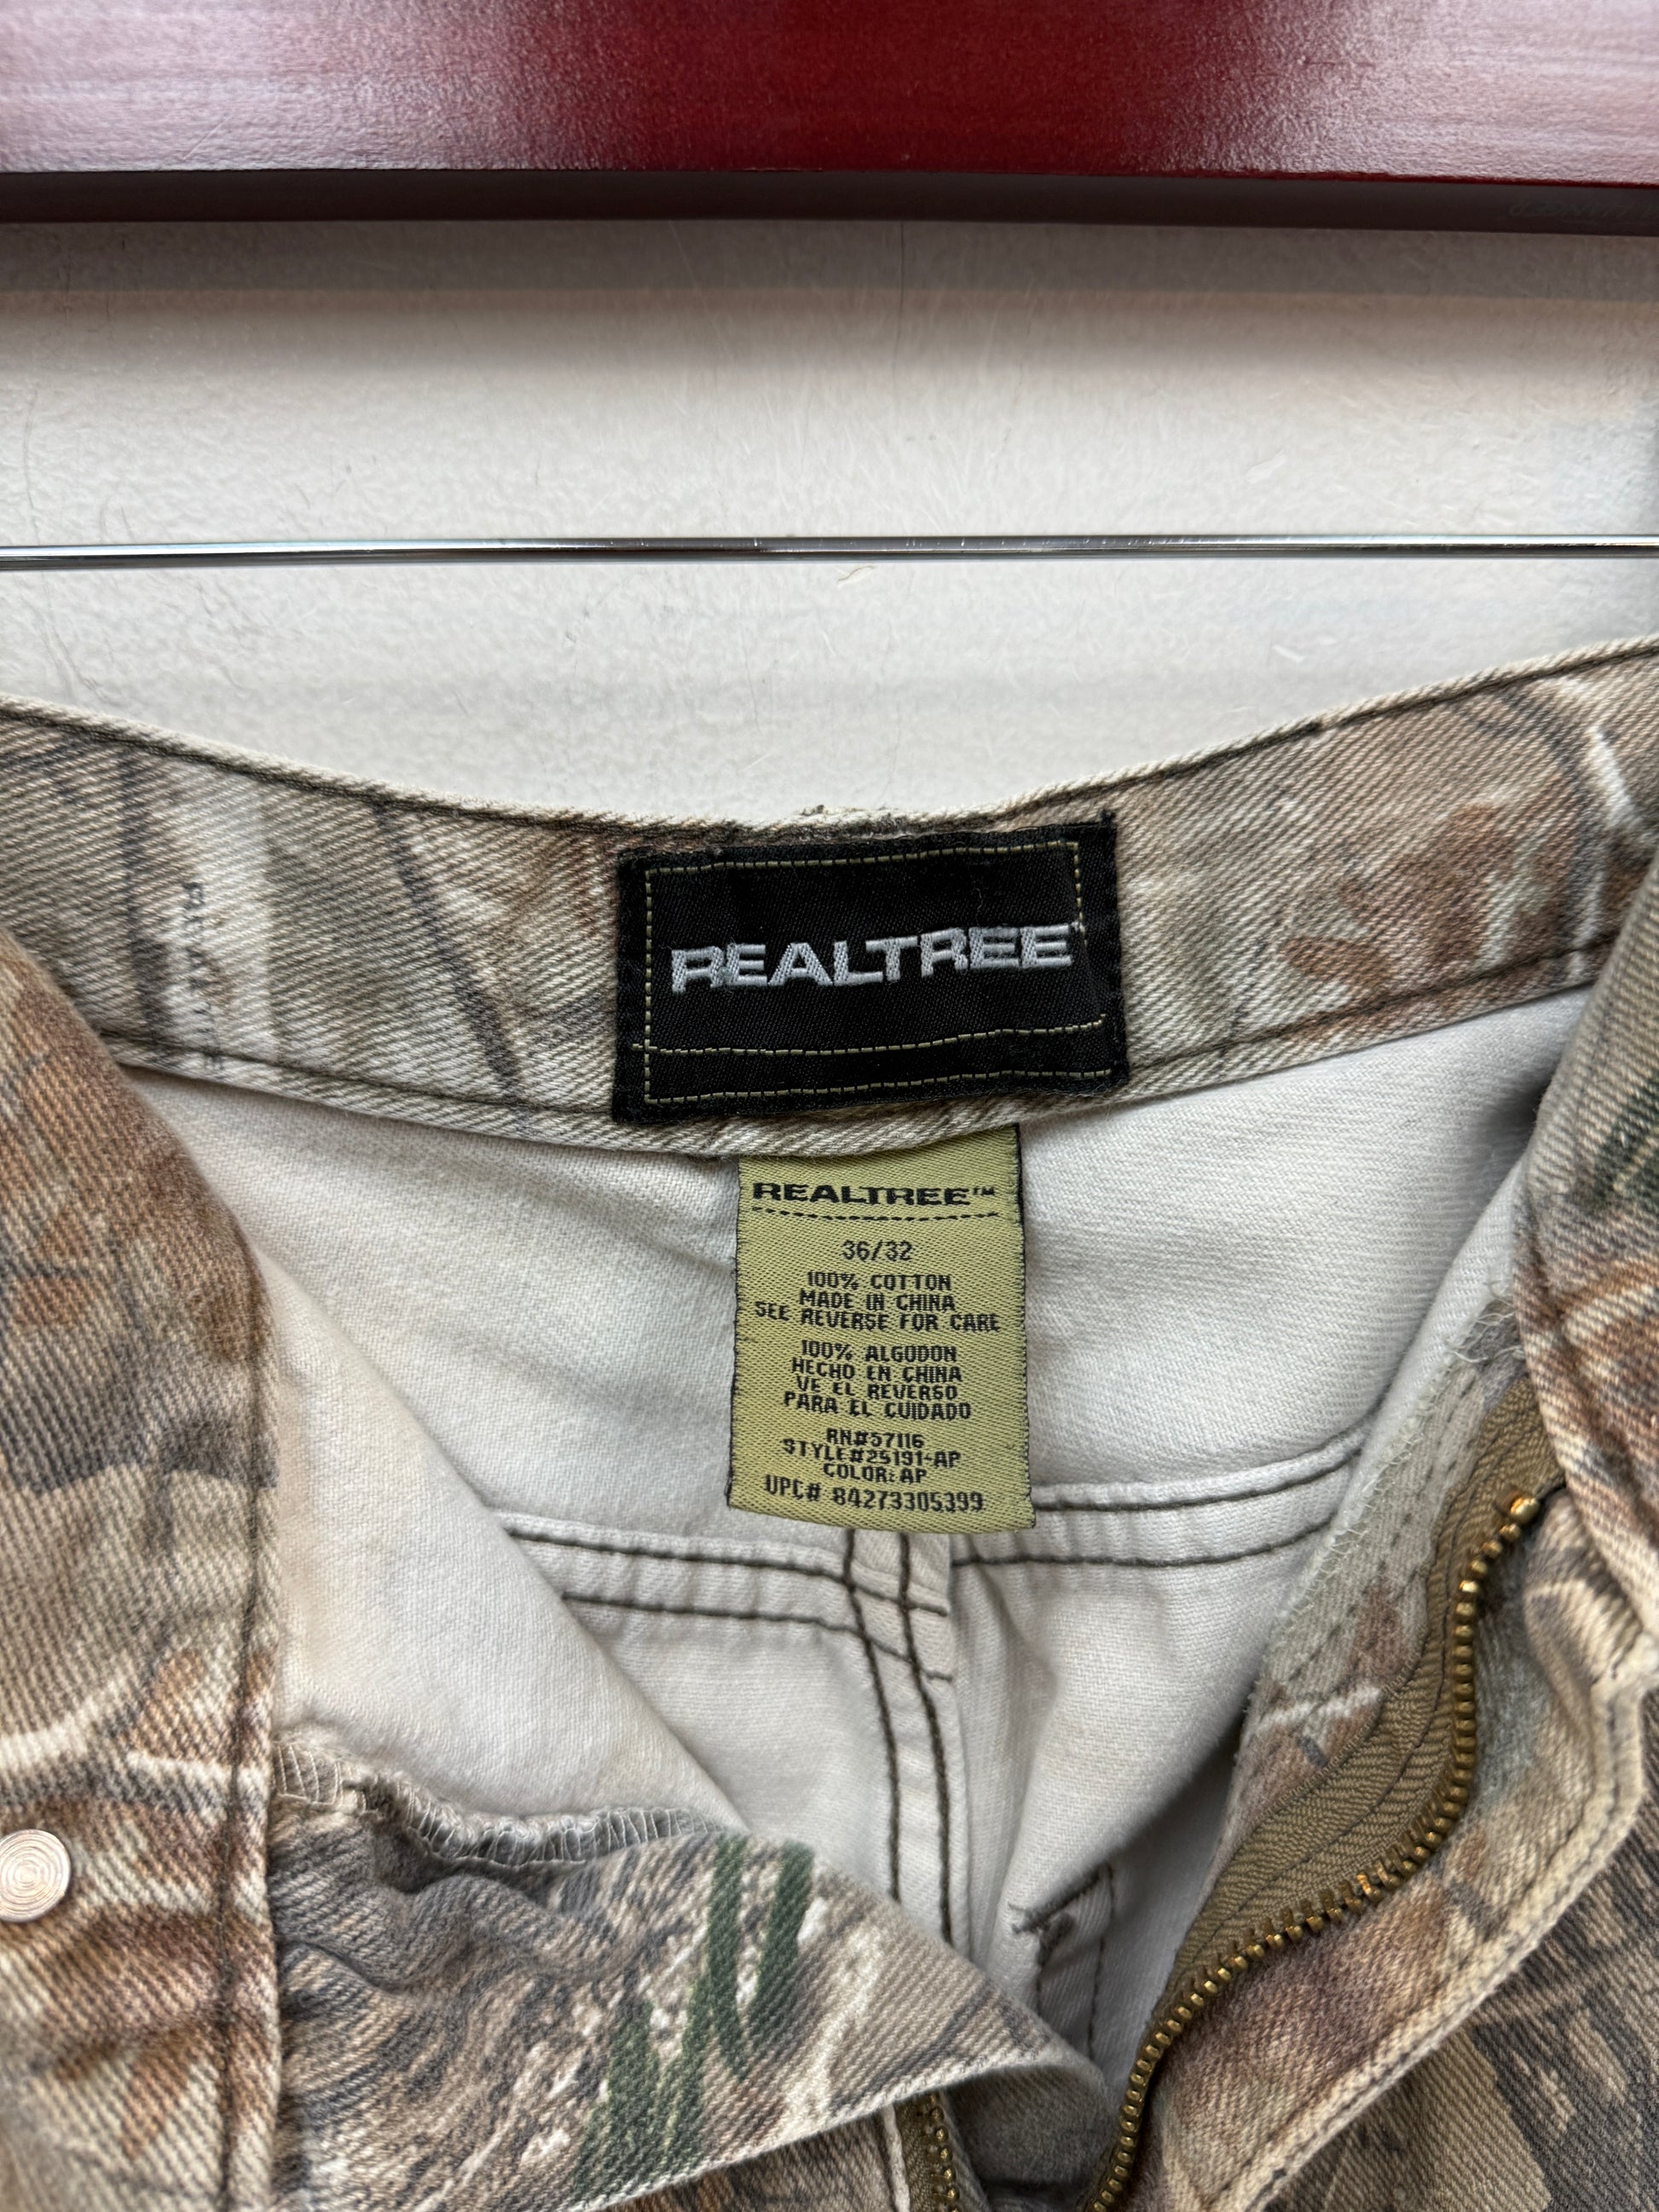 REALTREE
REALTREE™
36/32
100% COTTON
MADE IN CHINA
SEE REVERSE FOR CARE
100% ALGODON
HECHO EN CHINA
VE EL REVERSO
PARA EL CUIDADO
RN#57116
STYLE#25191-AP
COLOR: AP
UPC# 84273305399